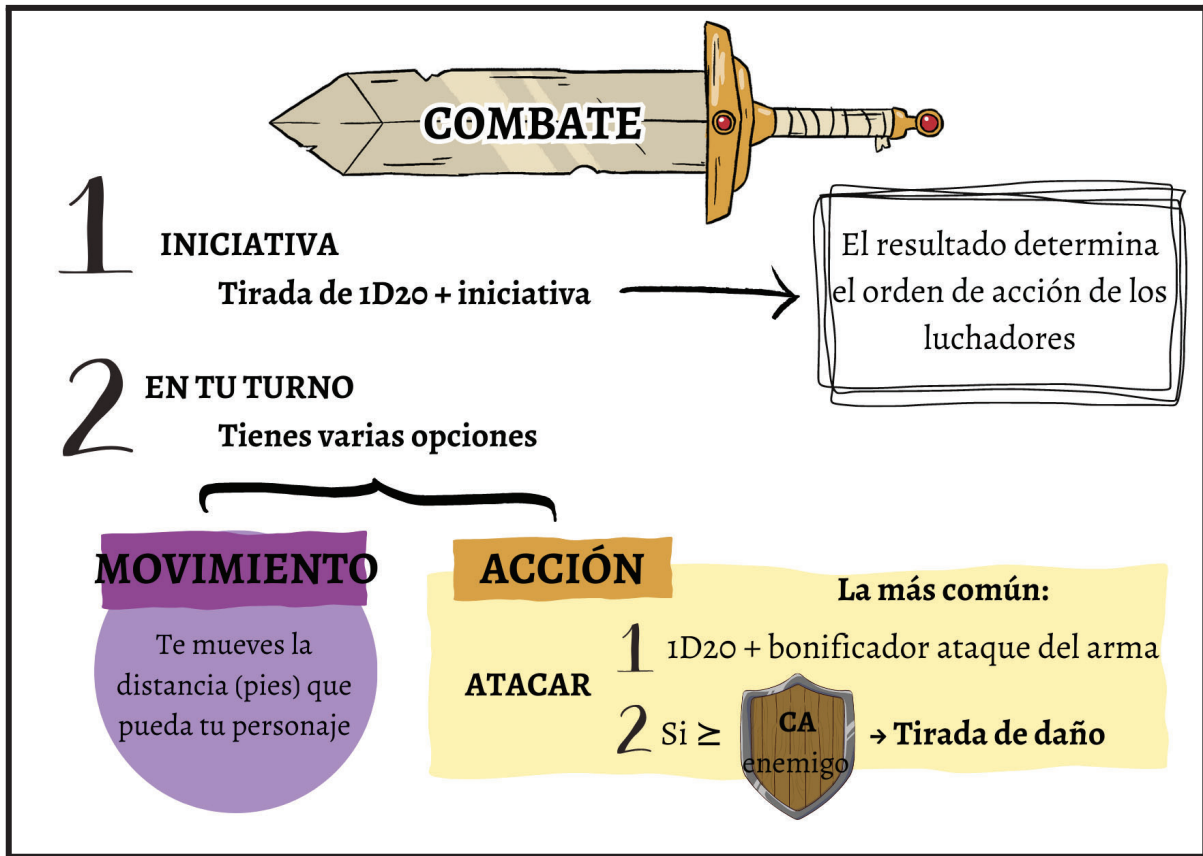 COMBATE
1
INICIATIVA
Tirada de 1D20 + iniciativa
El resultado determina
el orden de acción de los
luchadores
2
EN TU TURNO
Tienes varias opciones
MOVIMIENTO
Te mueves la
distancia (pies) que
pueda tu personaje
ACCIÓN
La más común:
ATACAR
1 1D20 + bonificador ataque del arma
2 Si ≥ CA enemigo → Tirada de daño